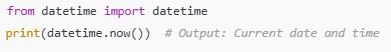 from datetime import datetime
print(datetime.now())  # Output: Current date and time